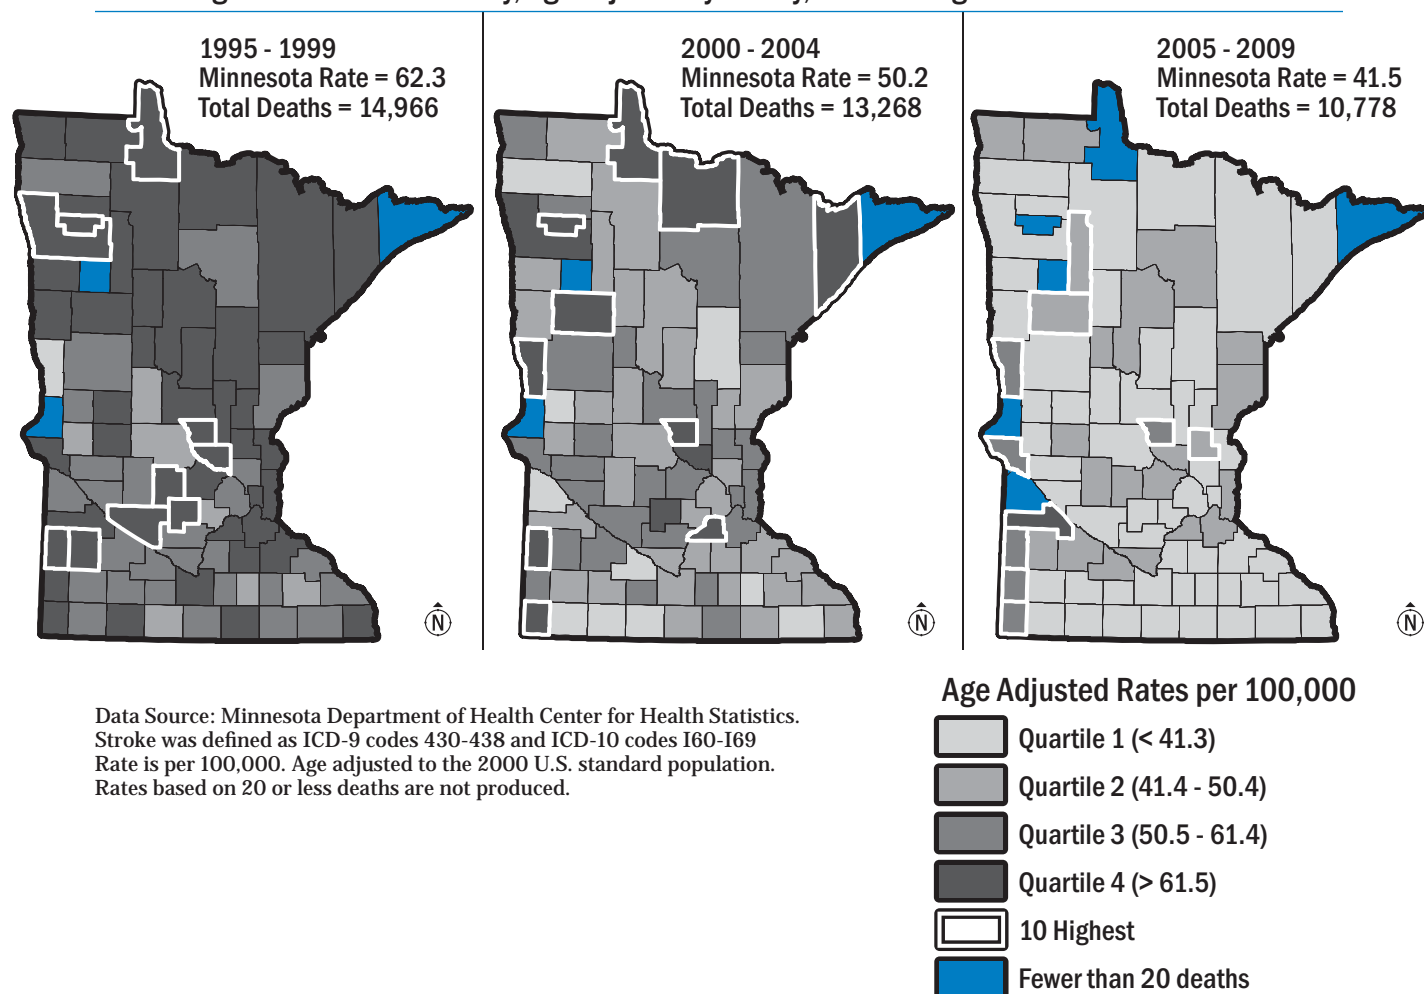 1995 - 1999
Minnesota Rate = 62.3
Total Deaths = 14,966
2000 - 2004
Minnesota Rate = 50.2
Total Deaths = 13,268
2005 - 2009
Minnesota Rate = 41.5
Total Deaths = 10,778
N
N
N
Data Source: Minnesota Department of Health Center for Health Statistics.
Stroke was defined as ICD-9 codes 430-438 and ICD-10 codes I60-I69
Rate is per 100,000. Age adjusted to the 2000 U.S. standard population.
Rates based on 20 or less deaths are not produced.
Age Adjusted Rates per 100,000
Quartile 1 (< 41.3)
Quartile 2 (41.4 - 50.4)
Quartile 3 (50.5 - 61.4)
Quartile 4 (> 61.5)
10 Highest
Fewer than 20 deaths